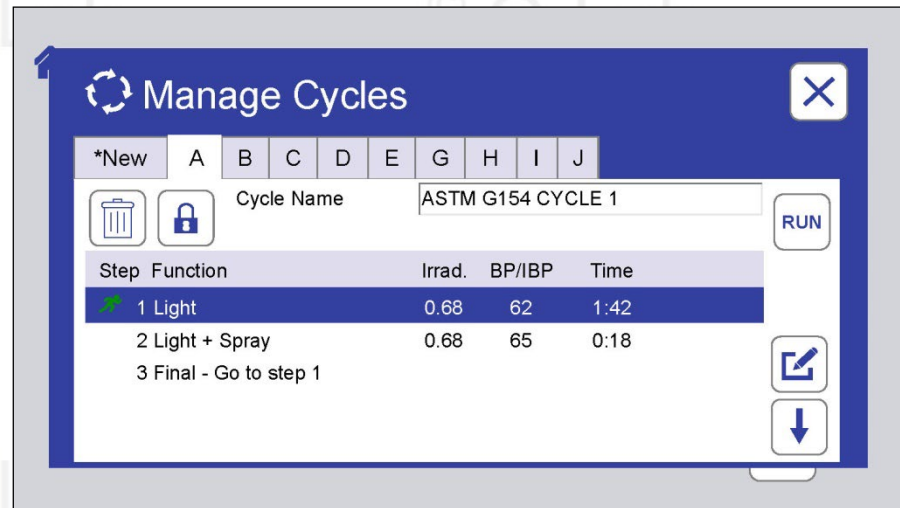 Manage Cycles
*New A B C D E G H I J
Cycle Name ASTM G154 CYCLE 1
RUN
Step Function Irrad. BP/IBP Time
1 Light 0.68 62 1:42
2 Light + Spray 0.68 65 0:18
3 Final - Go to step 1